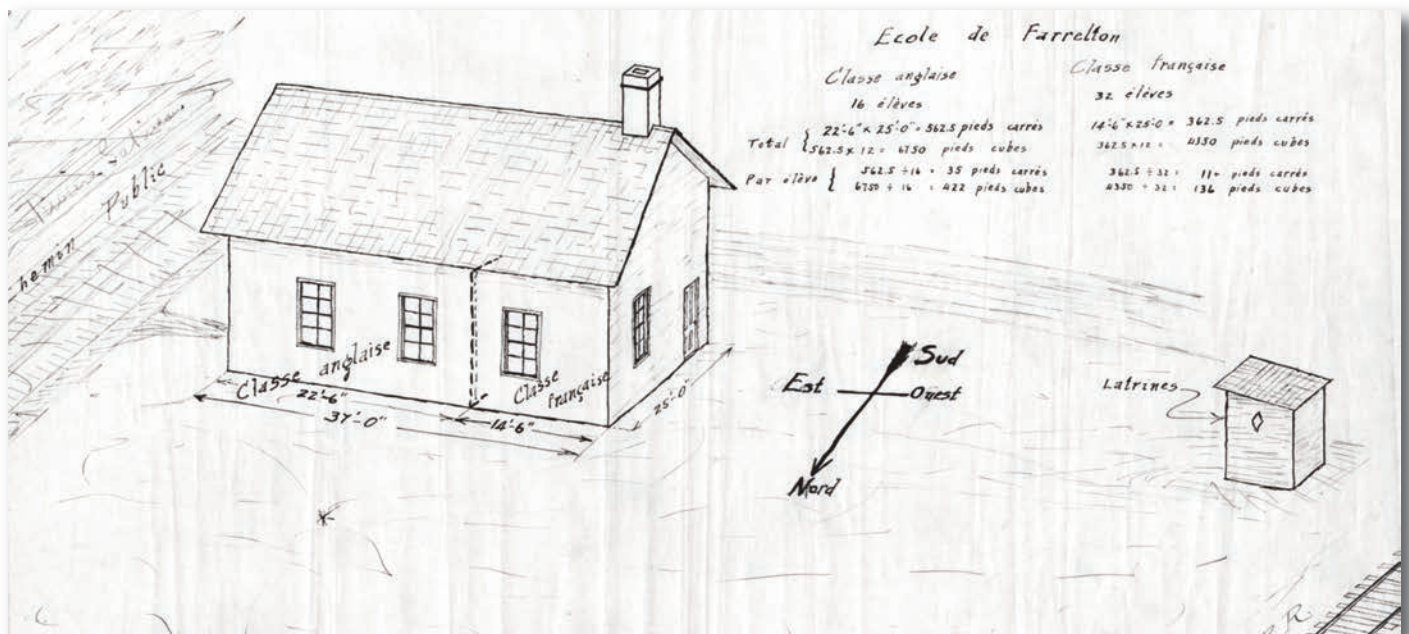 Ecole de Farrelton
Classe anglaise
16 élèves
Total
22'-6" x 25'-0" = 562.5 pieds carrés
562.5 x 12 = 6750 pieds cubes
Par élève
562.5 ÷ 16 = 35 pieds carrés
6750 ÷ 16 = 422 pieds cubes
Classe française
32 élèves
14'-6" x 25'-0 = 362.5 pieds carrés
362.5 x 12 = 4350 pieds cubes
362.5 ÷ 32 = 11+ pieds carrés
4350 ÷ 32 = 136 pieds cubes
hemin Public
Classe anglaise
22'-6"
37'-0"
Classe
française
14'-6"
25'-0"
Sud
Est
Ouest
Nord
Latrines
R